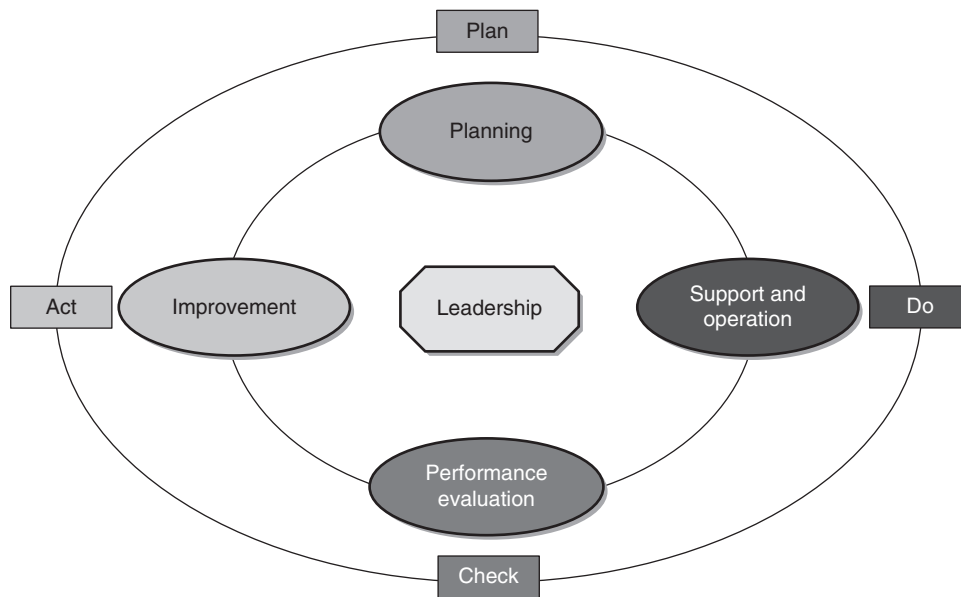 Plan
Planning
Act
Improvement
Leadership
Support and
operation
Do
Performance
evaluation
Check